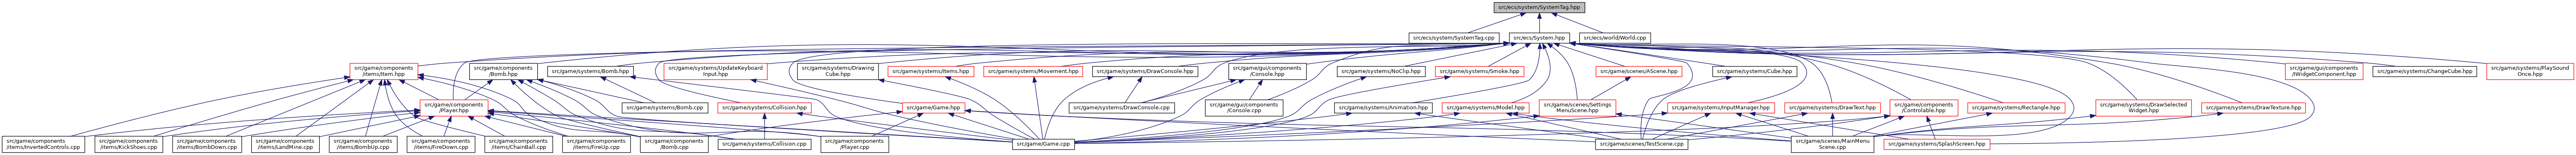 src/ecs/system/SystemTag.hpp
src/ecs/system/SystemTag.cpp
src/ecs/System.hpp
src/ecs/world/World.cpp
src/game/components
/items/Item.hpp
src/game/components
/Bomb.hpp
src/game/systems/Bomb.hpp
src/game/systems/UpdateKeyboard
Input.hpp
src/game/systems/Drawing
Cube.hpp
src/game/systems/Items.hpp
src/game/systems/Movement.hpp
src/game/systems/DrawConsole.hpp
src/game/gui/components
/Console.hpp
src/game/systems/NoClip.hpp
src/game/systems/Smoke.hpp
src/game/scenes/AScene.hpp
src/game/systems/Cube.hpp
src/game/gui/components
/IWidgetComponent.hpp
src/game/systems/ChangeCube.hpp
src/game/systems/PlaySound
Once.hpp
src/game/components
/Player.hpp
src/game/systems/Bomb.cpp
src/game/systems/Collision.hpp
src/game/Game.hpp
src/game/systems/DrawConsole.cpp
src/game/gui/components
/Console.cpp
src/game/systems/Animation.hpp
src/game/systems/Model.hpp
src/game/scenes/Settings
MenuScene.hpp
src/game/systems/InputManager.hpp
src/game/systems/DrawText.hpp
src/game/components
/Controlable.hpp
src/game/systems/Rectangle.hpp
src/game/systems/DrawSelected
Widget.hpp
src/game/systems/DrawTexture.hpp
src/game/components
/items/InvertedControls.cpp
src/game/components
/items/KickShoes.cpp
src/game/components
/items/BombDown.cpp
src/game/components
/items/LandMine.cpp
src/game/components
/items/BombUp.cpp
src/game/components
/items/FireDown.cpp
src/game/components
/items/ChainBall.cpp
src/game/components
/items/FireUp.cpp
src/game/components
/Bomb.cpp
src/game/systems/Collision.cpp
src/game/components
/Player.cpp
src/game/Game.cpp
src/game/scenes/TestScene.cpp
src/game/scenes/MainMenu
Scene.cpp
src/game/systems/SplashScreen.hpp